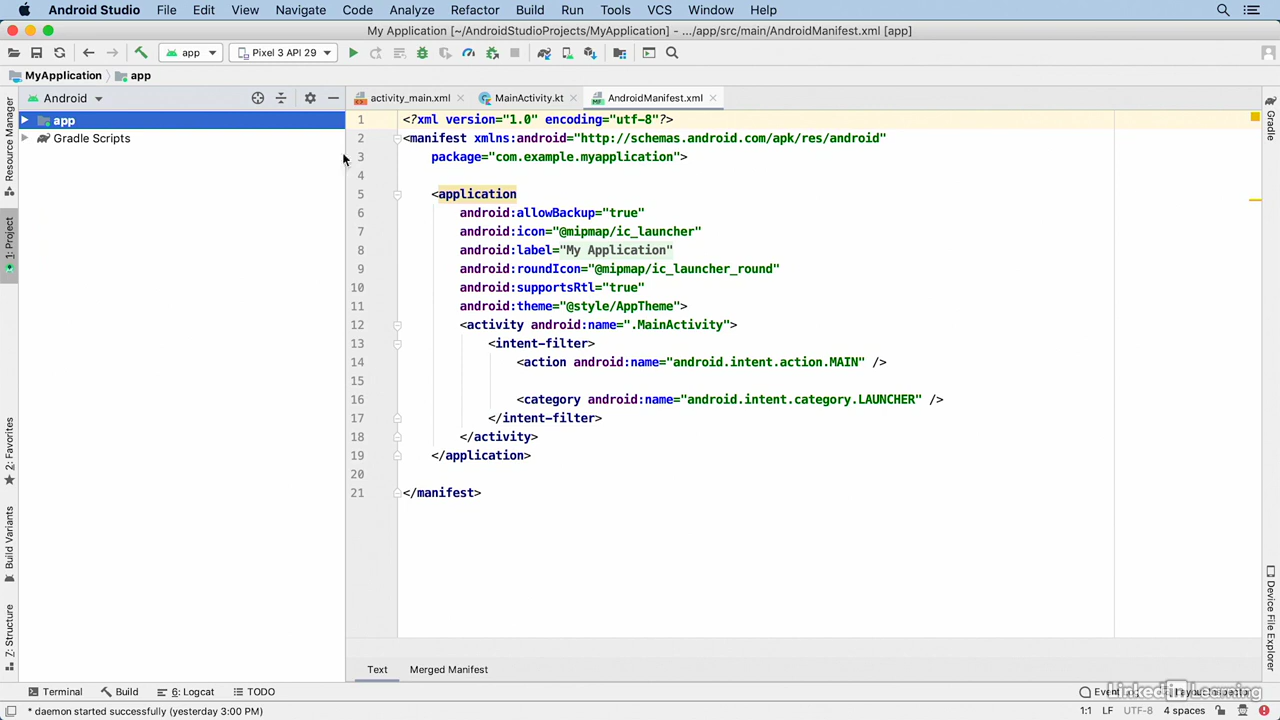 Android Studio File Edit View Navigate Code Analyze Refactor Build Run Tools VCS Window Help
My Application [~/AndroidStudioProjects/MyApplication] - .../app/src/main/AndroidManifest.xml [app]
app Pixel 3 API 29
MyApplication app
Android
app
Gradle Scripts
Resource Manager
1: Project
2: Favorites
Build Variants
Z: Structure
activity_main.xml MainActivity.kt AndroidManifest.xml
1 <?xml version="1.0" encoding="utf-8"?>
2 <manifest xmlns:android="http://schemas.android.com/apk/res/android"
3 package="com.example.myapplication">
4
5 <application
6 android:allowBackup="true"
7 android:icon="@mipmap/ic_launcher"
8 android:label="My Application"
9 android:roundIcon="@mipmap/ic_launcher_round"
10 android:supportsRtl="true"
11 android:theme="@style/AppTheme">
12 <activity android:name=".MainActivity">
13 <intent-filter>
14 <action android:name="android.intent.action.MAIN" />
15
16 <category android:name="android.intent.category.LAUNCHER" />
17 </intent-filter>
18 </activity>
19 </application>
20
21 </manifest>
Gradle
Device File Explorer
Text Merged Manifest
Terminal Build 6: Logcat TODO
LinkedIn Learning
* daemon started successfully (yesterday 3:00 PM)
1:1 LF UTF-8 4 spaces